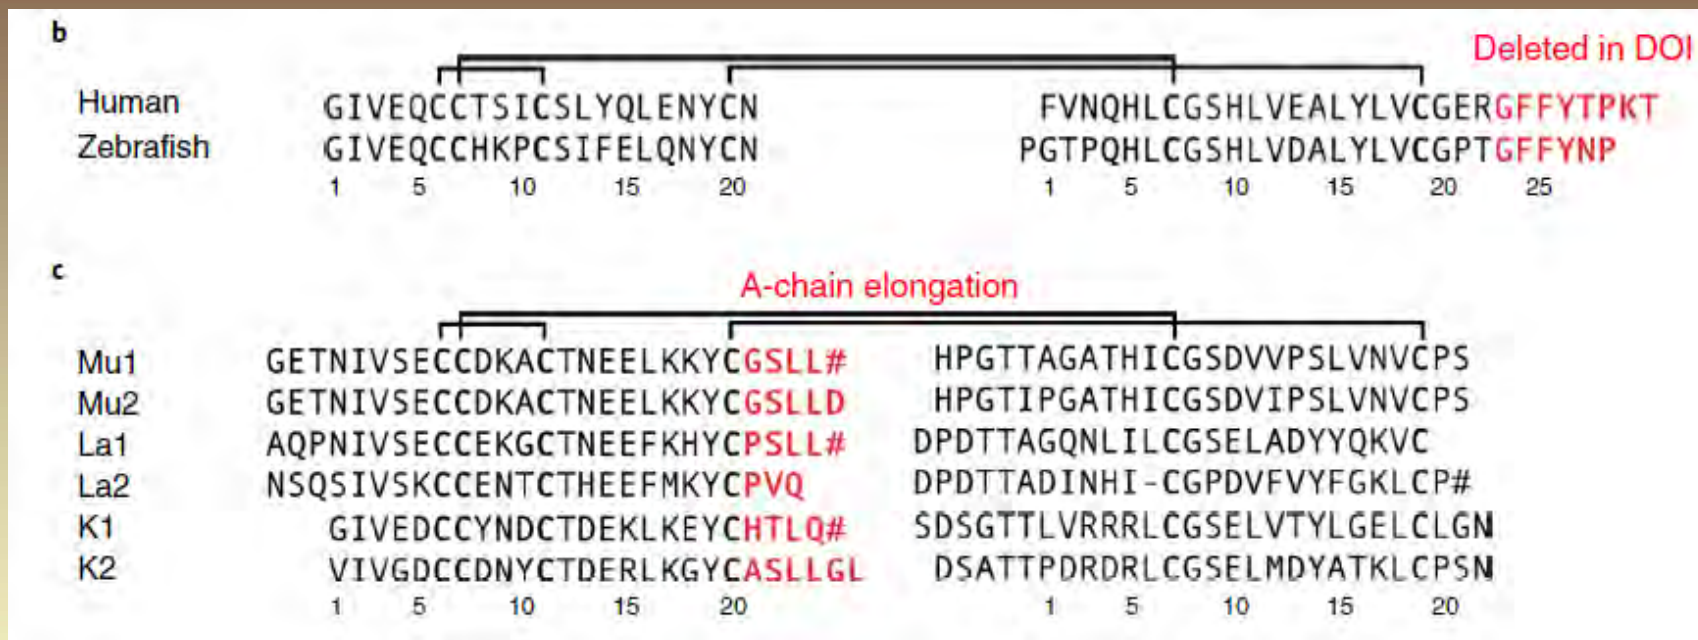 b
Deleted in DOI
Human GIVEQCCTSICSLYQLENYCN FVNQHLCGSHLVEALYLVCGERGFFYTPKT
Zebrafish GIVEQCCHKPCSIFELQNYCN PGTPQHLCGSHLVDALYLVCGPTGFFYNP
1 5 10 15 20 1 5 10 15 20 25
c
A-chain elongation
Mu1 GETNIVSECCDKACTNEELKKYCGSLL# HPGTTAGATHICGSDVVPSLVNVCPS
Mu2 GETNIVSECCDKACTNEELKKYCGSLLD HPGTIPGATHICGSDVIPSLVNVCPS
La1 AQPNIVSECCEKGCTNEEFKHYCPSLL# DPDTTAGQNLILCGSELADYYQKVC
La2 NSQSIVSKCCENTCTHEEFMKYCPVQ DPDTTADINHI-CGPDVFVYFGKLCP#
K1 GIVEDCCYNDCTDEKLKEYCHTLQ# SDSGTTLVRRRLCGSELVTYLGELCLGN
K2 VIVGDCCDNYCTDERLKGYCASLLGL DSATTPDRDRLCGSELMDYATKLCPSN
1 5 10 15 20 1 5 10 15 20